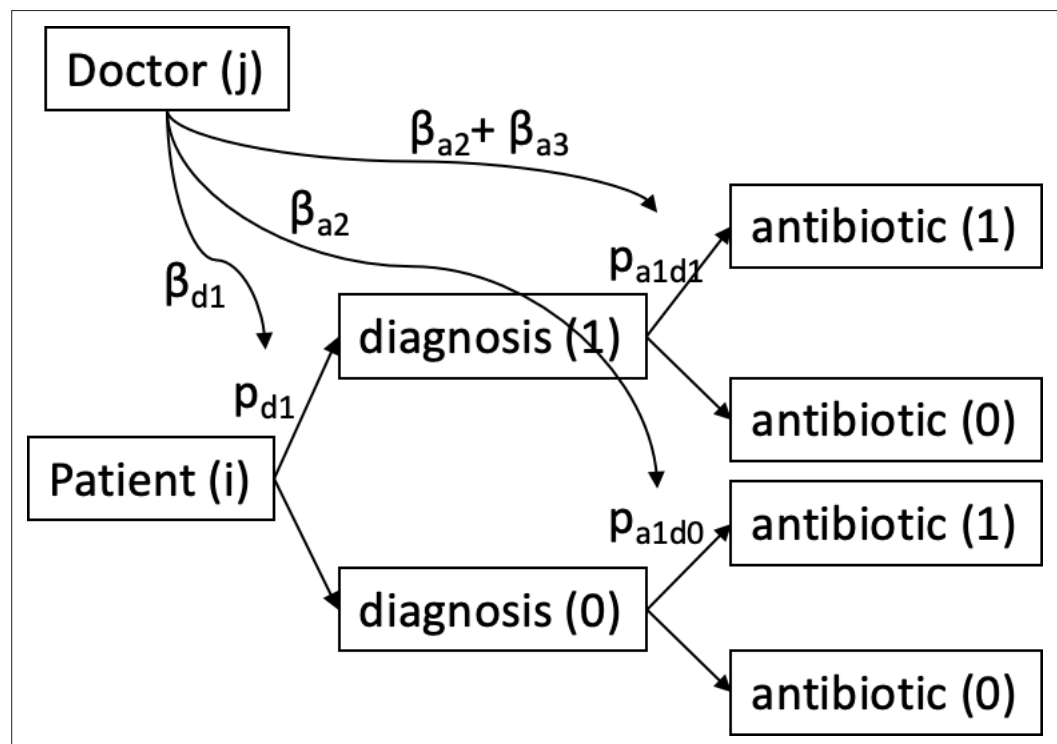 Doctor (j)
βa2+ βa3
βa2
βd1
antibiotic (1)
pa1d1
diagnosis (1)
pd1
antibiotic (0)
Patient (i)
antibiotic (1)
pa1d0
diagnosis (0)
antibiotic (0)